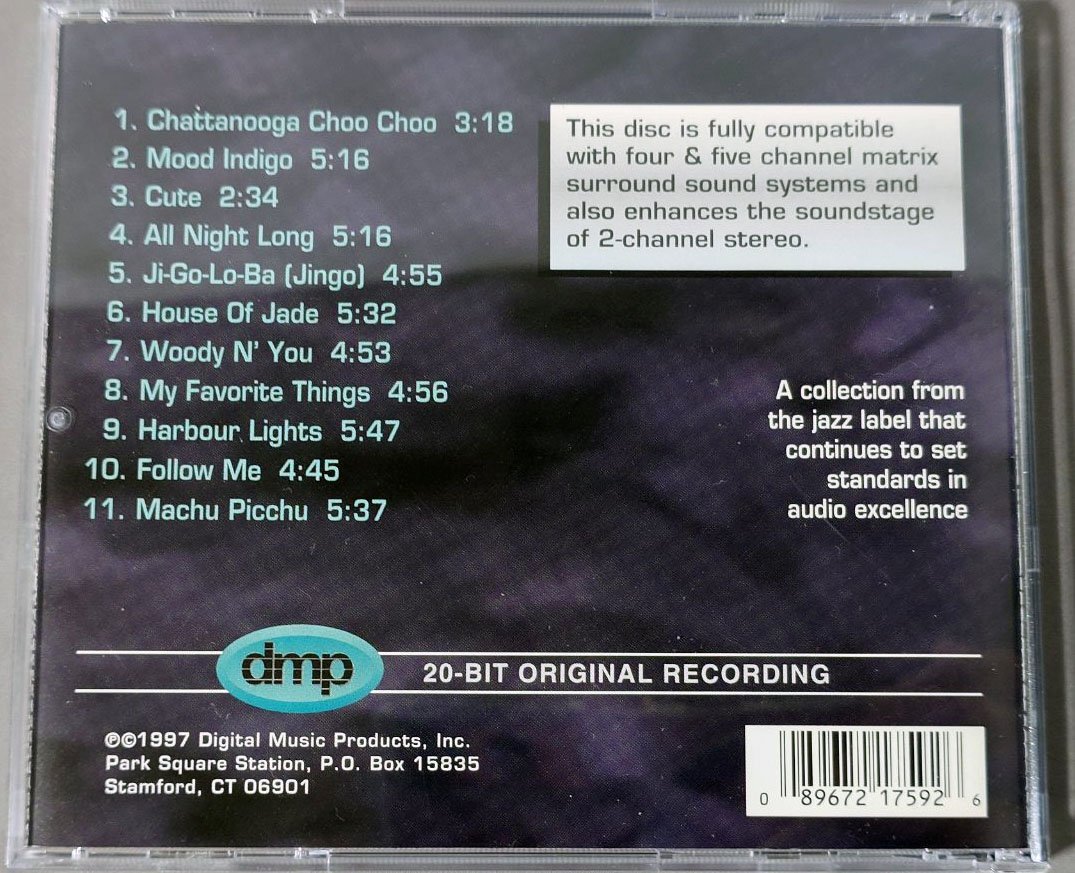 1. Chattanooga Choo Choo 3:18
2. Mood Indigo 5:16
3. Cute 2:34
4. All Night Long 5:16
5. Ji-Go-Lo-Ba (Jingo) 4:55
6. House Of Jade 5:32
7. Woody N' You 4:53
8. My Favorite Things 4:56
9. Harbour Lights 5:47
10. Follow Me 4:45
11. Machu Picchu 5:37
This disc is fully compatible
with four & five channel matrix
surround sound systems and
also enhances the soundstage
of 2-channel stereo.
A collection from
the jazz label that
continues to set
standards in
audio excellence
dmp
20-BIT ORIGINAL RECORDING
℗©1997 Digital Music Products, Inc.
Park Square Station, P.O. Box 15835
Stamford, CT 06901
0 89672 17592 6